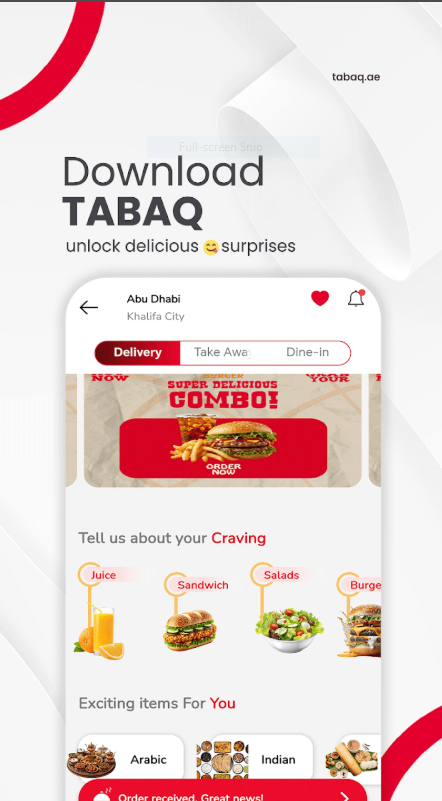 tabaq.ae
Full-screen Snip
Download
TABAQ
unlock delicious 😋 surprises
Abu Dhabi
Khalifa City
Delivery
Take Away
Dine-in
NOW
BURGER
YOUR
SUPER DELICIOUS
COMBO!
ORDER
NOW
Tell us about your Craving
Juice
Sandwich
Salads
Burge
Exciting items For You
Arabic
Indian
Order received. Great news!